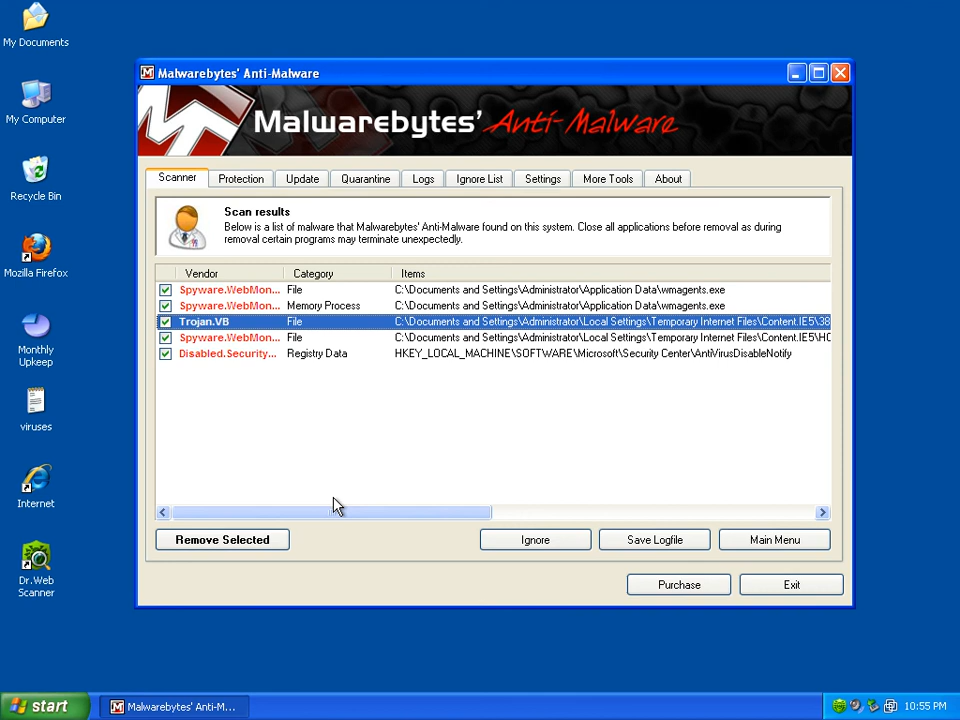 My Documents
My Computer
Recycle Bin
Mozilla Firefox
Monthly
Upkeep
viruses
Internet
Dr.Web
Scanner
Malwarebytes' Anti-Malware
Malwarebytes' Anti-Malware
Scanner Protection Update Quarantine Logs Ignore List Settings More Tools About
Scan results
Below is a list of malware that Malwarebytes' Anti-Malware found on this system. Close all applications before removal as during
removal certain programs may terminate unexpectedly.
Vendor Category Items
Spyware.WebMon... File C:\Documents and Settings\Administrator\Application Data\wmagents.exe
Spyware.WebMon... Memory Process C:\Documents and Settings\Administrator\Application Data\wmagents.exe
Trojan.VB File C:\Documents and Settings\Administrator\Local Settings\Temporary Internet Files\Content.IE5\38
Spyware.WebMon... File C:\Documents and Settings\Administrator\Local Settings\Temporary Internet Files\Content.IE5\HC
Disabled.Security... Registry Data HKEY_LOCAL_MACHINE\SOFTWARE\Microsoft\Security Center\AntiVirusDisableNotify
Remove Selected Ignore Save Logfile Main Menu
Purchase Exit
start Malwarebytes' Anti-M... 10:55 PM